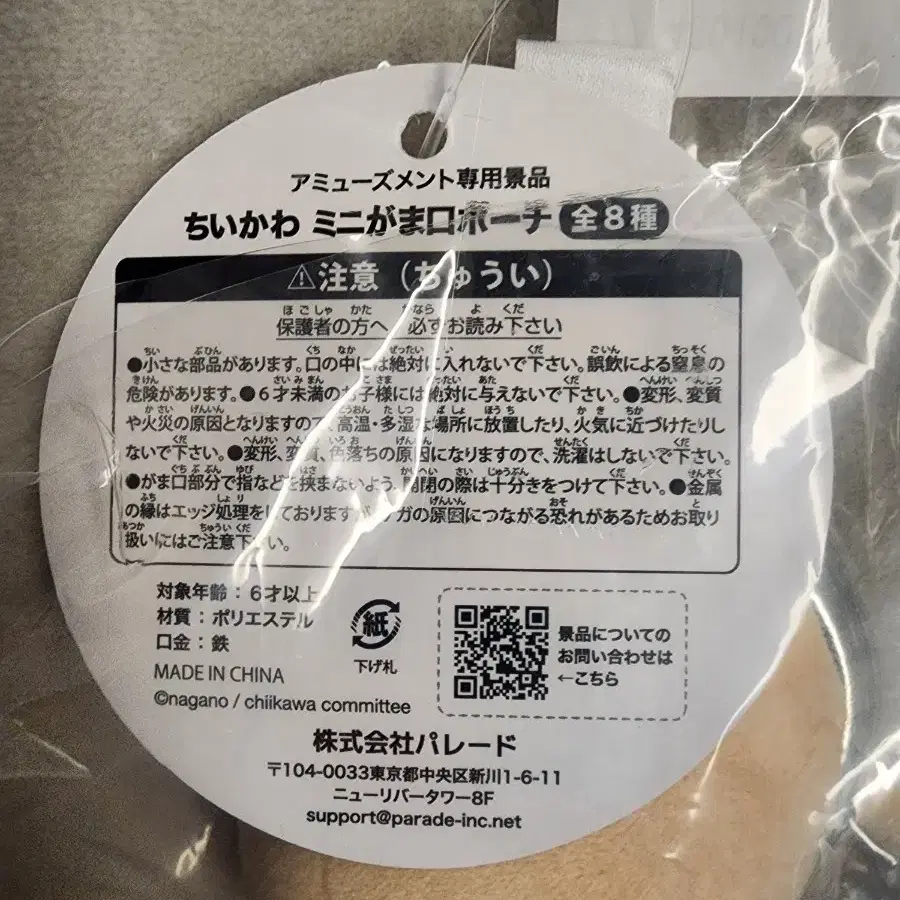 アミューズメント専用景品
ちいかわ ミニがま口ポーチ 全8種
⚠注意（ちゅうい）
保護者の方へ 必ずお読み下さい
●小さな部品があります。口の中には絶対に入れないで下さい。誤飲による窒息の
危険があります。●6才未満のお子様には絶対に与えないで下さい。●変形、変質
や火災の原因となりますので、高温・多湿な場所に放置したり、火気に近づけたりし
ないで下さい。●変形、変質、色落ちの原因になりますので、洗濯はしないで下さい。
●がま口部分で指などを挟まないよう、開閉の際は十分気をつけて下さい。●金属
の縁はエッジ処理をしておりますが、ケガの原因につながる恐れがあるためお取り
扱いにはご注意下さい。
対象年齢：6才以上
材質：ポリエステル
口金：鉄
MADE IN CHINA
©nagano / chiikawa committee
紙
下げ札
景品についての
お問い合わせは
←こちら
株式会社パレード
〒104-0033東京都中央区新川1-6-11
ニューリバータワー8F
support@parade-inc.net